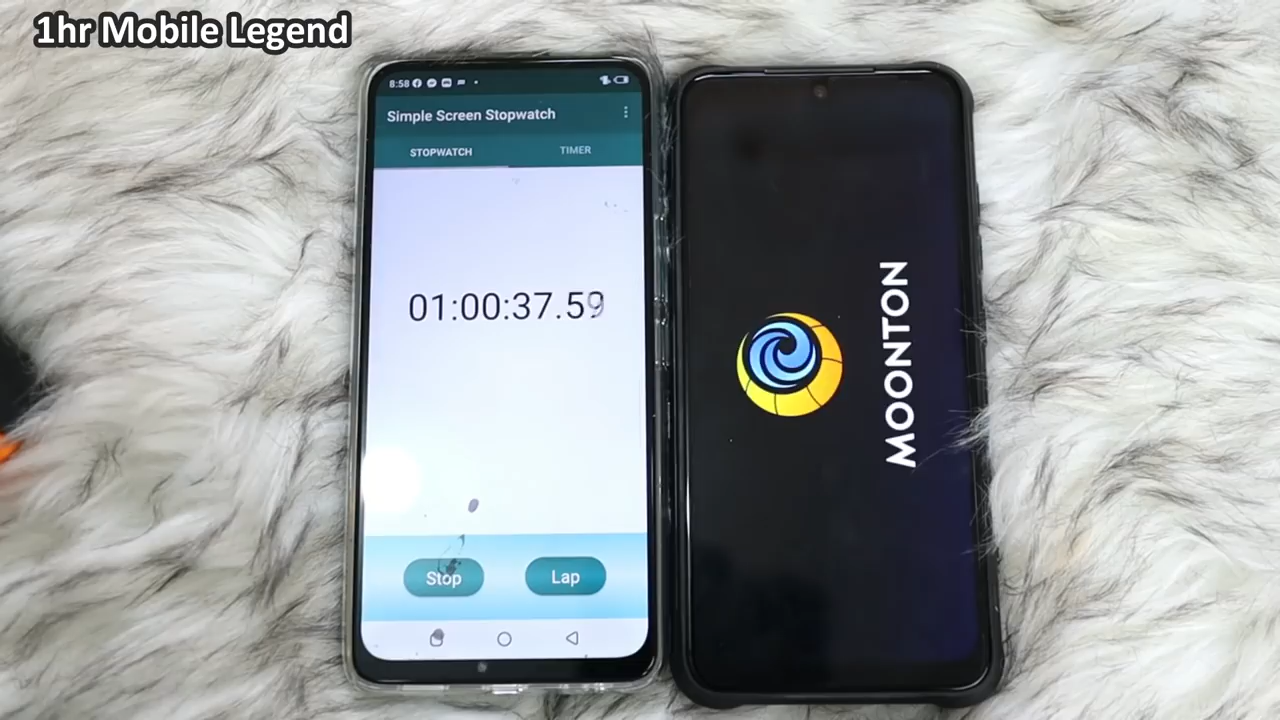 1hr Mobile Legend
8:58
Simple Screen Stopwatch
STOPWATCH TIMER
01:00:37.59
Stop Lap
MOONTON